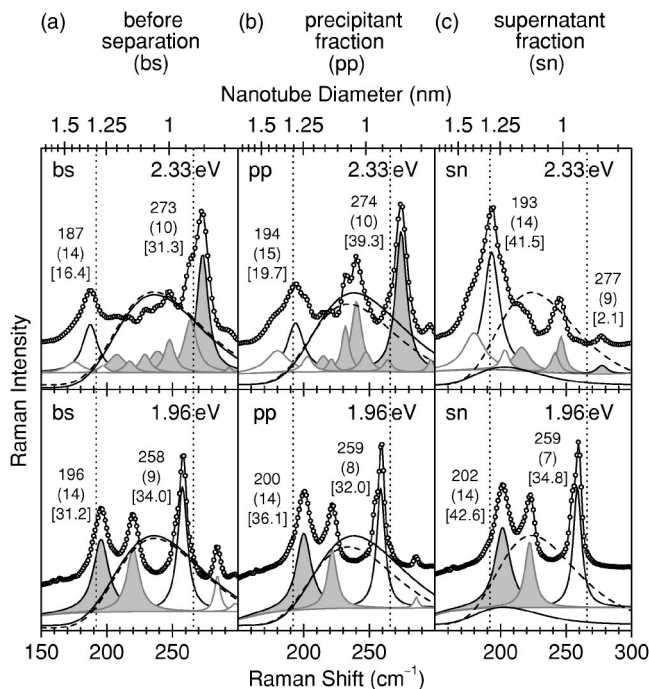 (a) before separation (bs)
(b) precipitant fraction (pp)
(c) supernatant fraction (sn)
Nanotube Diameter (nm)
1.5 1.25 1 1.5 1.25 1 1.5 1.25 1
bs 2.33 eV
187 (14) [16.4]
273 (10) [31.3]
pp 2.33 eV
194 (15) [19.7]
274 (10) [39.3]
sn 2.33 eV
193 (14) [41.5]
277 (9) [2.1]
Raman Intensity
bs 1.96 eV
196 (14) [31.2]
258 (9) [34.0]
pp 1.96 eV
200 (14) [36.1]
259 (8) [32.0]
sn 1.96 eV
202 (14) [42.6]
259 (7) [34.8]
150 200 250 200 250 200 250 300
Raman Shift (cm⁻¹)